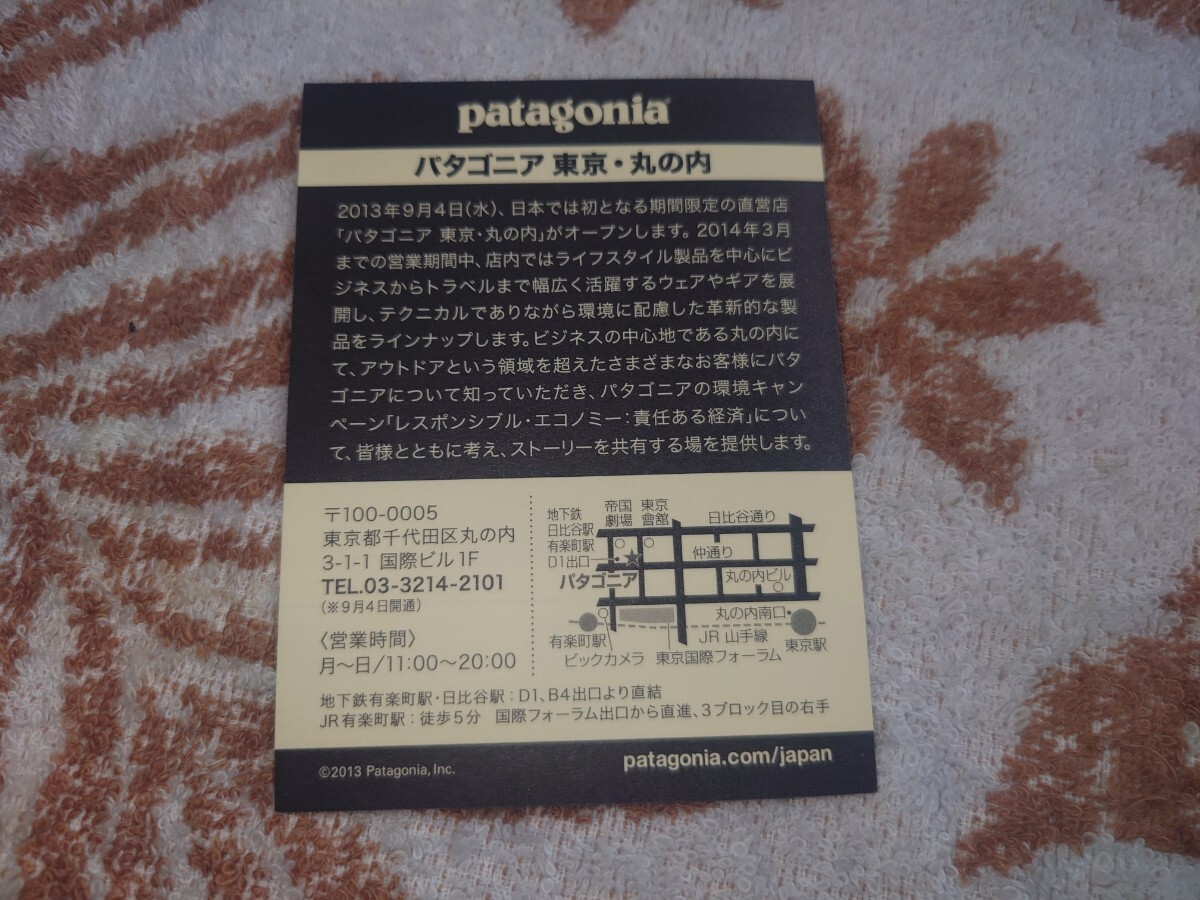 patagonia
パタゴニア 東京・丸の内
2013年9月4日(水)、日本では初となる期間限定の直営店
「パタゴニア 東京・丸の内」がオープンします。2014年3月
までの営業期間中、店内ではライフスタイル製品を中心にビ
ジネスからトラベルまで幅広く活躍するウェアやギアを展
開し、テクニカルでありながら環境に配慮した革新的な製
品をラインナップします。ビジネスの中心地である丸の内に
て、アウトドアという領域を超えたさまざまなお客様にパタ
ゴニアについて知っていただき、パタゴニアの環境キャン
ペーン「レスポンシブル・エコノミー：責任ある経済」につい
て、皆様とともに考え、ストーリーを共有する場を提供します。
〒100-0005
東京都千代田区丸の内
3-1-1 国際ビル1F
TEL.03-3214-2101
(※9月4日開通)
〈営業時間〉
月〜日/11:00〜20:00
地下鉄
日比谷駅
有楽町駅
D1出口
帝国
劇場
東京
會舘
日比谷通り
仲通り
パタゴニア
丸の内ビル
丸の内南口
有楽町駅
JR 山手線
東京駅
ビックカメラ
東京国際フォーラム
地下鉄有楽町駅・日比谷駅：D1、B4出口より直結
JR有楽町駅：徒歩5分 国際フォーラム出口から直進、3ブロック目の右手
©2013 Patagonia, Inc.
patagonia.com/japan